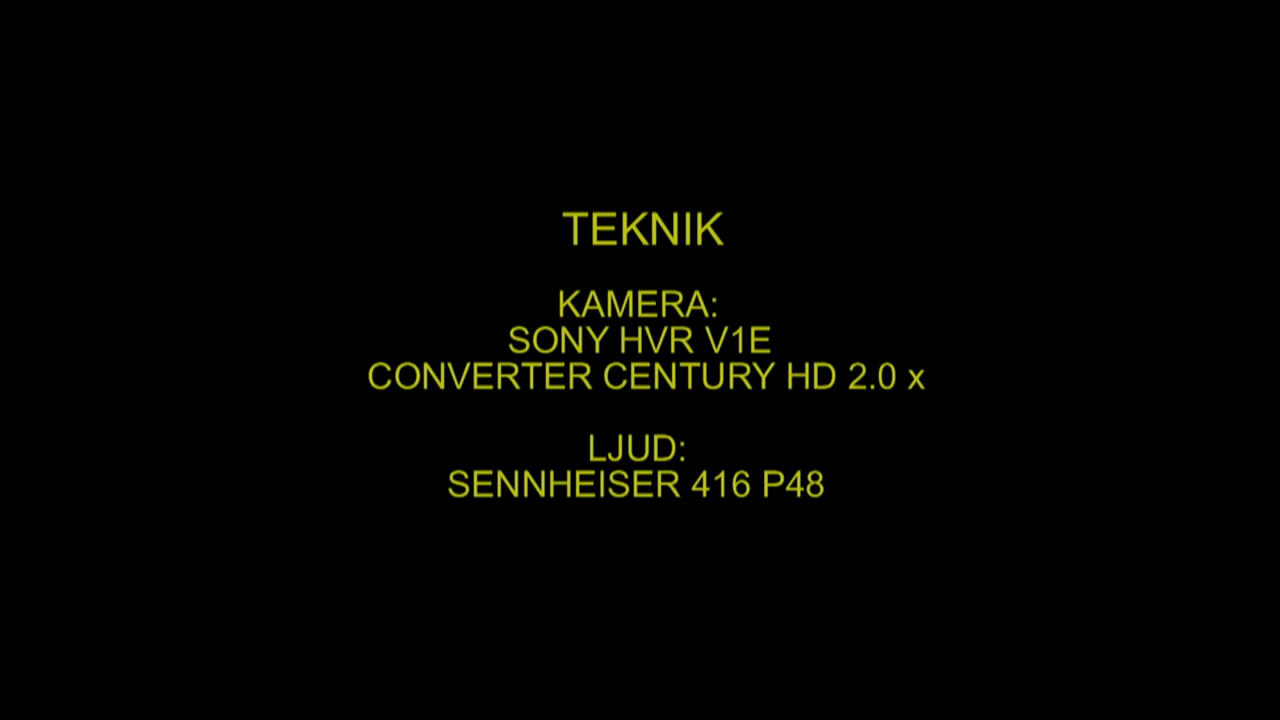 TEKNIK
KAMERA:
SONY HVR V1E
CONVERTER CENTURY HD 2.0 x
LJUD:
SENNHEISER 416 P48